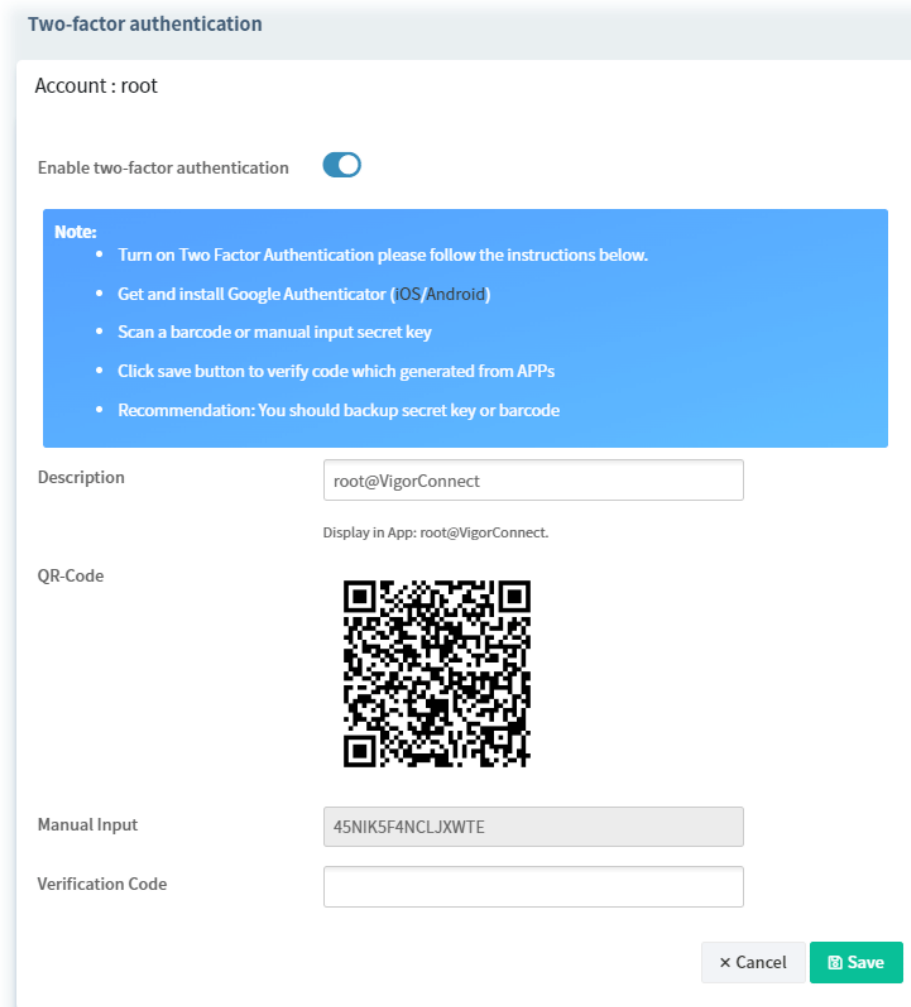 Two-factor authentication
Account : root
Enable two-factor authentication
Note:
• Turn on Two Factor Authentication please follow the instructions below.
• Get and install Google Authenticator (iOS/Android)
• Scan a barcode or manual input secret key
• Click save button to verify code which generated from APPs
• Recommendation: You should backup secret key or barcode
Description
root@VigorConnect
Display in App: root@VigorConnect.
QR-Code
Manual Input
45NIK5F4NCLJXWTE
Verification Code
× Cancel
Save